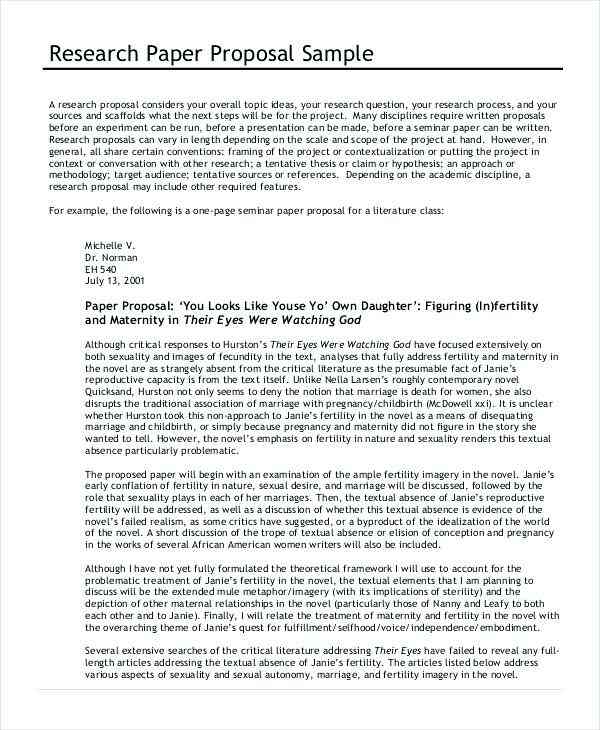 Research Paper Proposal Sample
A research proposal considers your overall topic ideas, your research question, your research process, and your
sources and scaffolds what the next steps will be for the project. Many disciplines require written proposals
before an experiment can be run, before a presentation can be made, before a seminar paper can be written.
Research proposals can vary in length depending on the scale and scope of the project at hand. However, in
general, all share certain conventions: framing of the project or contextualization or putting the project in
context or conversation with other research; a tentative thesis or claim or hypothesis; an approach or
methodology; target audience; tentative sources or references. Depending on the academic discipline, a
research proposal may include other required features.
For example, the following is a one-page seminar paper proposal for a literature class:
Michelle V.
Dr. Norman
EH 540
July 13, 2001
Paper Proposal: ‘You Looks Like Youse Yo’ Own Daughter’: Figuring (In)fertility
and Maternity in Their Eyes Were Watching God
Although critical responses to Hurston’s Their Eyes Were Watching God have focused extensively on
both sexuality and images of fecundity in the text, analyses that fully address fertility and maternity in
the novel are as strangely absent from the critical literature as the presumable fact of Janie’s
reproductive capacity is from the text itself. Unlike Nella Larsen’s roughly contemporary novel
Quicksand, Hurston not only seems to deny the notion that marriage is death for women, she also
disrupts the traditional association of marriage with pregnancy/childbirth (McDowell xxi). It is unclear
whether Hurston took this non-approach to Janie’s fertility in the novel as a means of disequating
marriage and childbirth, or simply because pregnancy and maternity did not figure in the story she
wanted to tell. However, the novel’s emphasis on fertility in nature and sexuality renders this textual
absence particularly problematic.
The proposed paper will begin with an examination of the ample fertility imagery in the novel. Janie’s
early conflation of fertility in nature, sexual desire, and marriage will be discussed, followed by the
role that sexuality plays in each of her marriages. Then, the textual absence of Janie’s reproductive
fertility will be addressed, as well as a discussion of whether this textual absence is evidence of the
novel’s failed realism, as some critics have suggested, or a byproduct of the idealization of the world
of the novel. A short discussion of the trope of textual absence or elision of conception and pregnancy
in the works of several African American women writers will also be included.
Although I have not yet fully formulated the theoretical framework I will use to account for the
problematic treatment of Janie’s fertility in the novel, the textual elements that I am planning to
discuss will be the extended mule metaphor/imagery (with its implications of sterility) and the
depiction of other maternal relationships in the novel (particularly those of Nanny and Leafy to both
each other and to Janie). Finally, I will relate the treatment of maternity and fertility in the novel with
the overarching theme of Janie’s quest for fulfillment/selfhood/voice/independence/embodiment.
Several extensive searches of the critical literature addressing Their Eyes have failed to reveal any full-
length articles addressing the textual absence of Janie’s fertility. The articles listed below address
various aspects of sexuality and sexual autonomy, marriage, and fertility imagery in the novel.